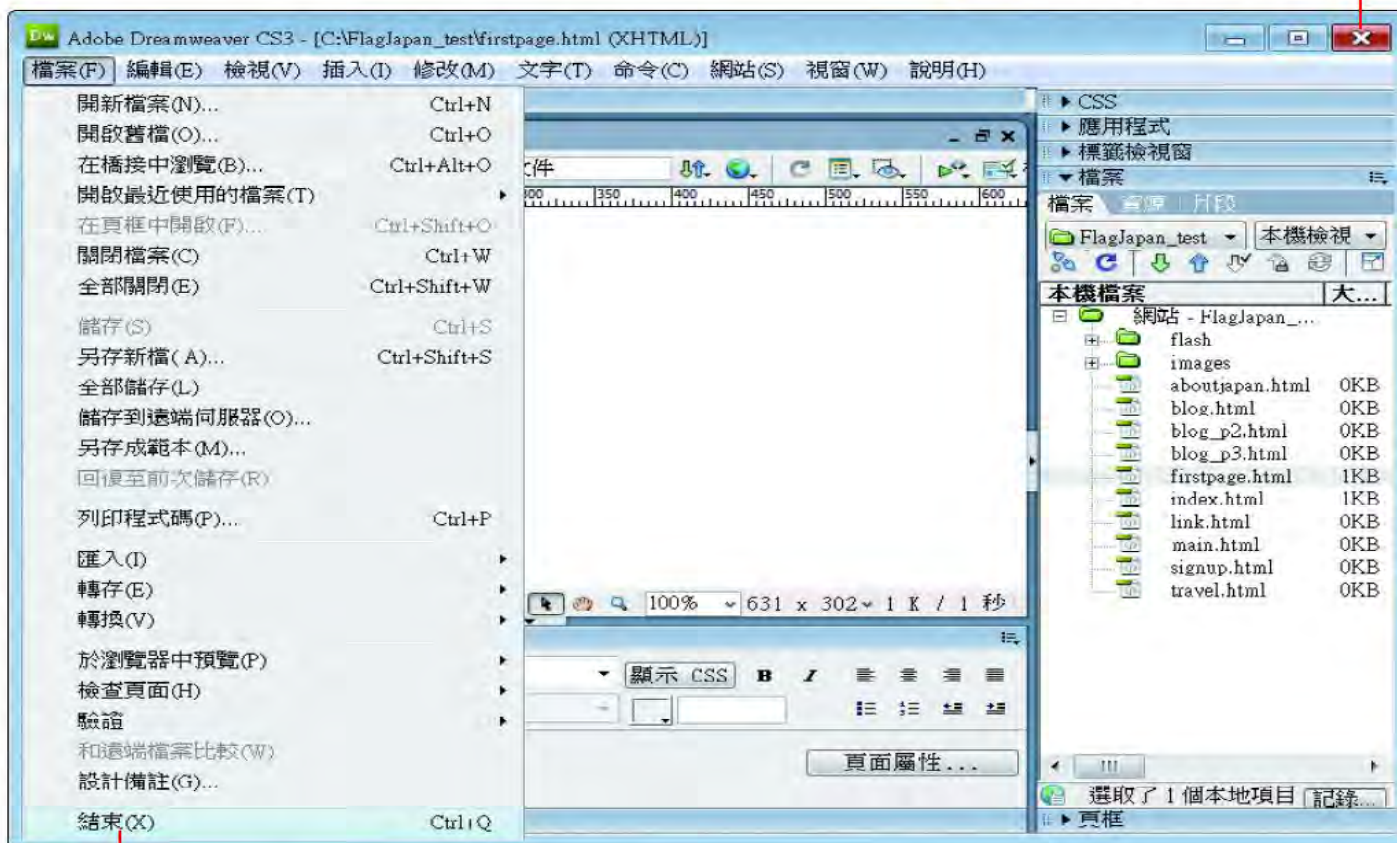 Dw Adobe Dreamweaver CS3 - [C:\FlagJapan_test\firstpage.html (XHTML)]
檔案(F) 編輯(E) 檢視(V) 插入(I) 修改(M) 文字(T) 命令(C) 網站(S) 視窗(W) 說明(H)
開新檔案(N)... Ctrl+N
開啟舊檔(O)... Ctrl+O
在橋接中瀏覽(B)... Ctrl+Alt+O
開啟最近使用的檔案(T)
在頁框中開啟(F)... Ctrl+Shift+O
關閉檔案(C) Ctrl+W
全部關閉(E) Ctrl+Shift+W
儲存(S) Ctrl+S
另存新檔(A)... Ctrl+Shift+S
全部儲存(L)
儲存到遠端伺服器(O)...
另存成範本(M)...
回復至前次儲存(R)
列印程式碼(P)... Ctrl+P
匯入(I)
轉存(E)
轉換(V)
於瀏覽器中預覽(P)
檢查頁面(H)
驗證
和遠端檔案比較(W)
設計備註(G)...
結束(X) Ctrl+Q
件
300 350 400 450 500 550 600
100% 631 x 302 1 K / 1 秒
顯示 CSS B I
頁面屬性...
CSS
應用程式
標籤檢視窗
檔案
檔案 資源 片段
FlagJapan_test 本機檢視
本機檔案 大...
網站 - FlagJapan_...
flash
images
aboutjapan.html 0KB
blog.html 0KB
blog_p2.html 0KB
blog_p3.html 0KB
firstpage.html 1KB
index.html 1KB
link.html 0KB
main.html 0KB
signup.html 0KB
travel.html 0KB
選取了 1 個本地項目 記錄...
頁框